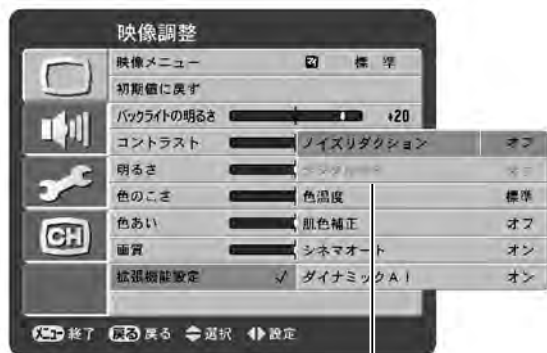 映像調整
映像メニュー 標準
初期値に戻す
バックライトの明るさ +20
コントラスト
明るさ
色のこさ
色あい
画質
拡張機能設定 ✓
ノイズリダクション オフ
色温度 標準
肌色補正 オフ
シネマオート オン
ダイナミックAI オン
CH
メニュー 終了 戻る 戻る 選択 設定